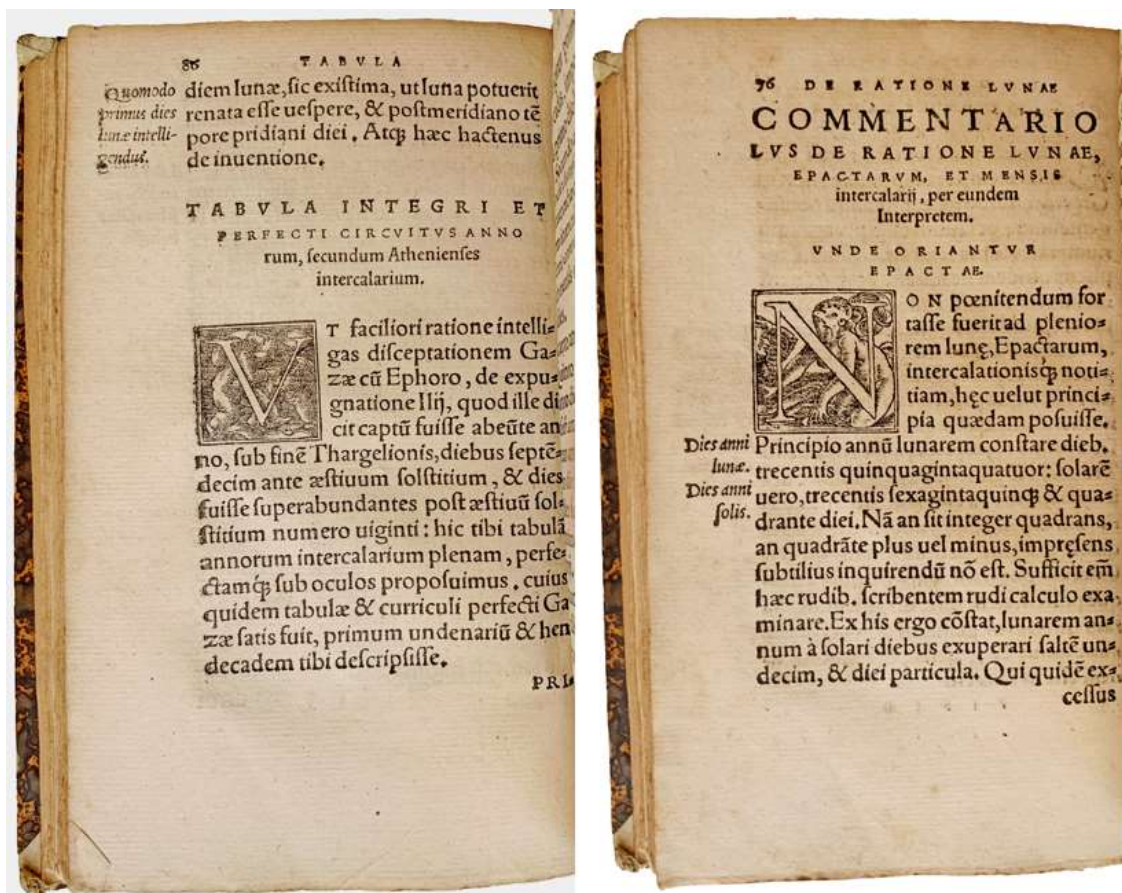 86 TABVLA
Quomodo
primus dies
lunæ intelli-
gendus.
diem lunæ, sic existima, ut luna potuerit
renata esse uespere, & postmeridiano tē
pore pridiani diei. Atqꝫ hæc hactenus
de inuentione.
TABVLA INTEGRI ET
PERFECTI CIRCVITVS ANNO
rum, secundum Athenienses
intercalarium.
VT faciliori ratione intelli=
gas disceptationem Ga=
zæ cū Ephoro, de expu
gnatione Ilij, quod ille di
cit captū fuisse abeūte an
no, sub finē Thargelionis, diebus septē=
decim ante æstiuum solstitium, & dies
fuisse superabundantes post æstiuū sol=
stitium numero uiginti: hic tibi tabulā
annorum intercalarium plenam, perfe=
ctamqꝫ sub oculos proposuimus. cuius
quidem tabulæ & curriculi perfecti Ga
zæ satis fuit, primum undenariū & hen
decadem tibi descripsisse.
PRI=
76 DE RATIONE LVNAE
COMMENTARIO
LVS DE RATIONE LVNAE,
EPACTARVM, ET MENSIS
intercalarij, per eundem
Interpretem.
VNDE ORIANTVR
EPACTAE.
NON pœnitendum for
tasse fuerit ad plenio=
rem lunę, Epactarum,
intercalationisqꝫ noti=
tiam, hęc uelut princi=
pia quædam posuisse.
Dies anni
lunæ.
Dies anni
solis.
Principio annū lunarem constare dieb.
trecentis quinquagintaquatuor: solarē
uero, trecentis sexagintaquinqꝫ & qua=
drante diei. Nā an sit integer quadrans,
an quadrāte plus uel minus, impręsens
subtilius inquirendū nō est. Sufficit em̄
hæc rudib. scribentem rudi calculo exa
minare. Ex his ergo cōstat, lunarem an=
num à solari diebus exuperari saltē un=
decim, & diei particula. Qui quidē ex=
cessus